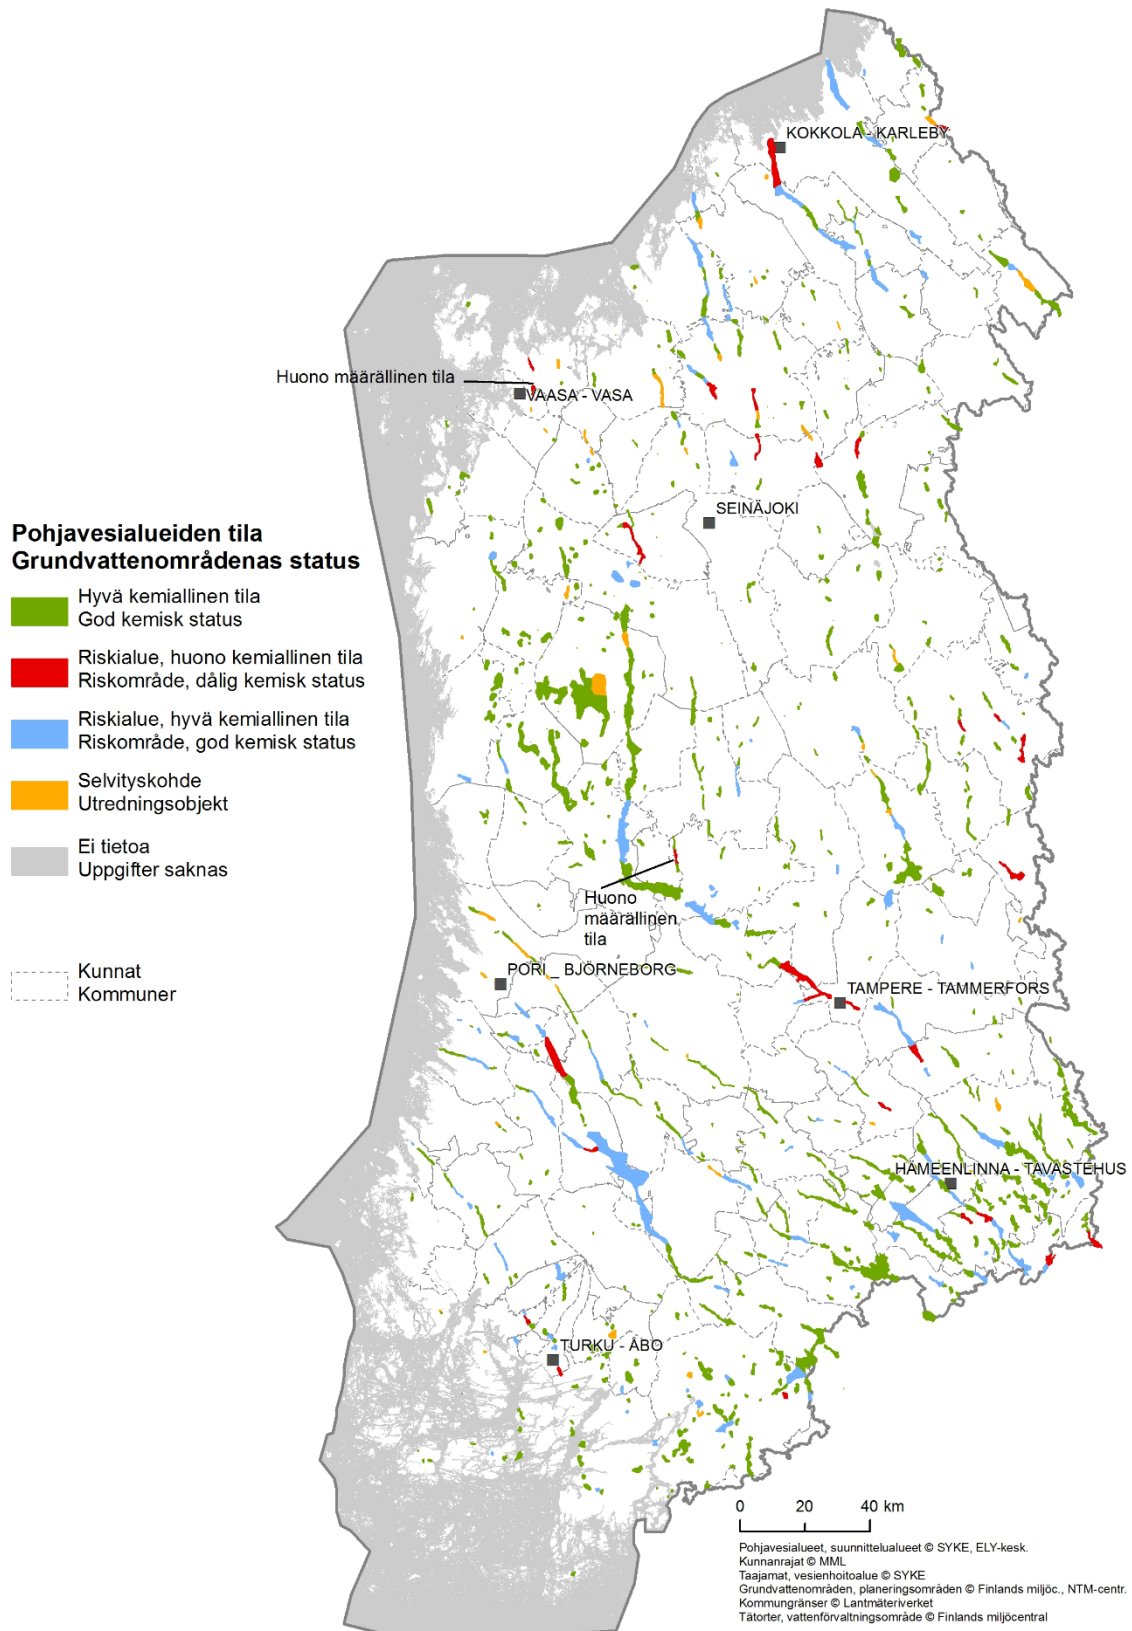 KOKKOLA - KARLEBY
Huono määrällinen tila
VAASA - VASA
SEINÄJOKI
Pohjavesialueiden tila
Grundvattenområdenas status
Hyvä kemiallinen tila
God kemisk status
Riskialue, huono kemiallinen tila
Riskområde, dålig kemisk status
Riskialue, hyvä kemiallinen tila
Riskområde, god kemisk status
Selvityskohde
Utredningsobjekt
Ei tietoa
Uppgifter saknas
Kunnat
Kommuner
Huono
määrällinen
tila
PORI_ BJÖRNEBORG
TAMPERE - TAMMERFORS
HÄMEENLINNA - TAVASTEHUS
TURKU - ÅBO
0 20 40 km
Pohjavesialueet, suunnittelualueet © SYKE, ELY-kesk.
Kunnanrajat © MML
Taajamat, vesienhoitoalue © SYKE
Grundvattenområden, planeringsområden © Finlands miljöc., NTM-centr.
Kommungränser © Lantmäteriverket
Tätorter, vattenförvaltningsområde © Finlands miljöcentral